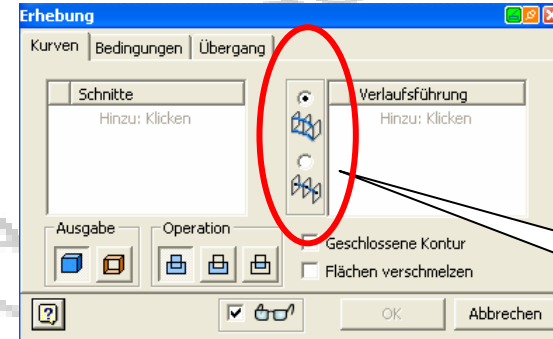 Erhebung
Kurven Bedingungen Übergang
Schnitte Verlaufsführung
Hinzu: Klicken Hinzu: Klicken
Ausgabe Operation
Geschlossene Kontur
Flächen verschmelzen
OK Abbrechen